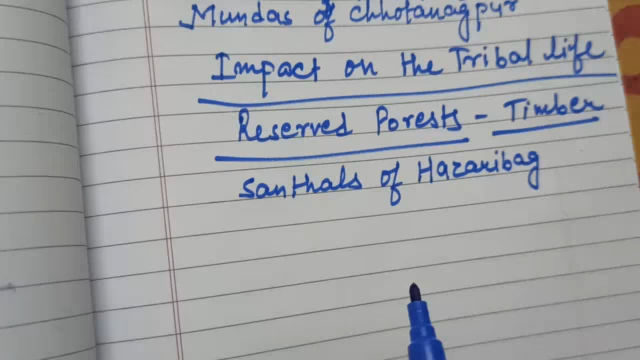 Mundas of Chhotanagpur
Impact on the Tribal life
Reserved Forests - Timber
Santhals of Hazaribag